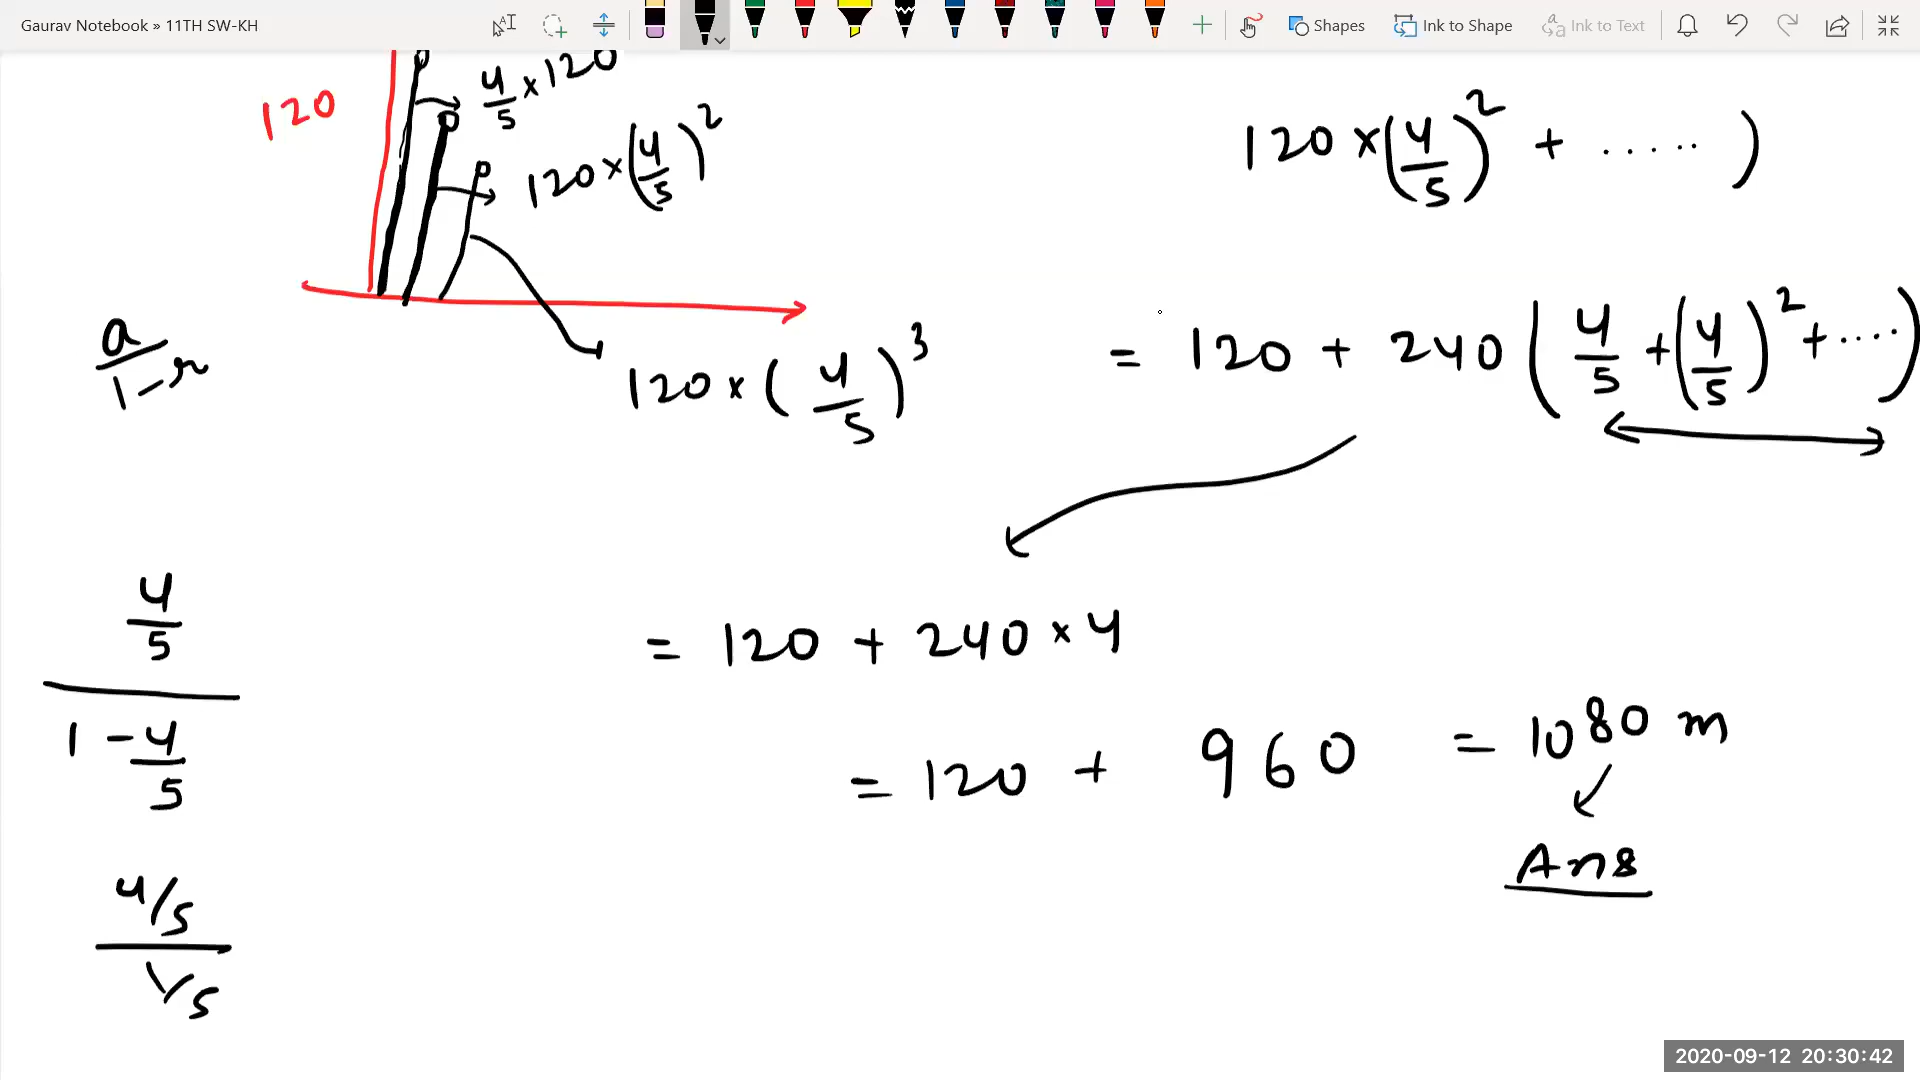 Gaurav Notebook » 11TH SW-KH
Shapes
Ink to Shape
Ink to Text
120
4/5 × 120
120 × (4/5)^2
120 × (4/5)^3
120 × (4/5)^2 + ..... )
= 120 + 240 ( 4/5 + (4/5)^2 + .... )
a/1-r
4/5
1 - 4/5
4/5
1/5
= 120 + 240 × 4
= 120 + 960 = 1080 m
Ans
2020-09-12 20:30:42